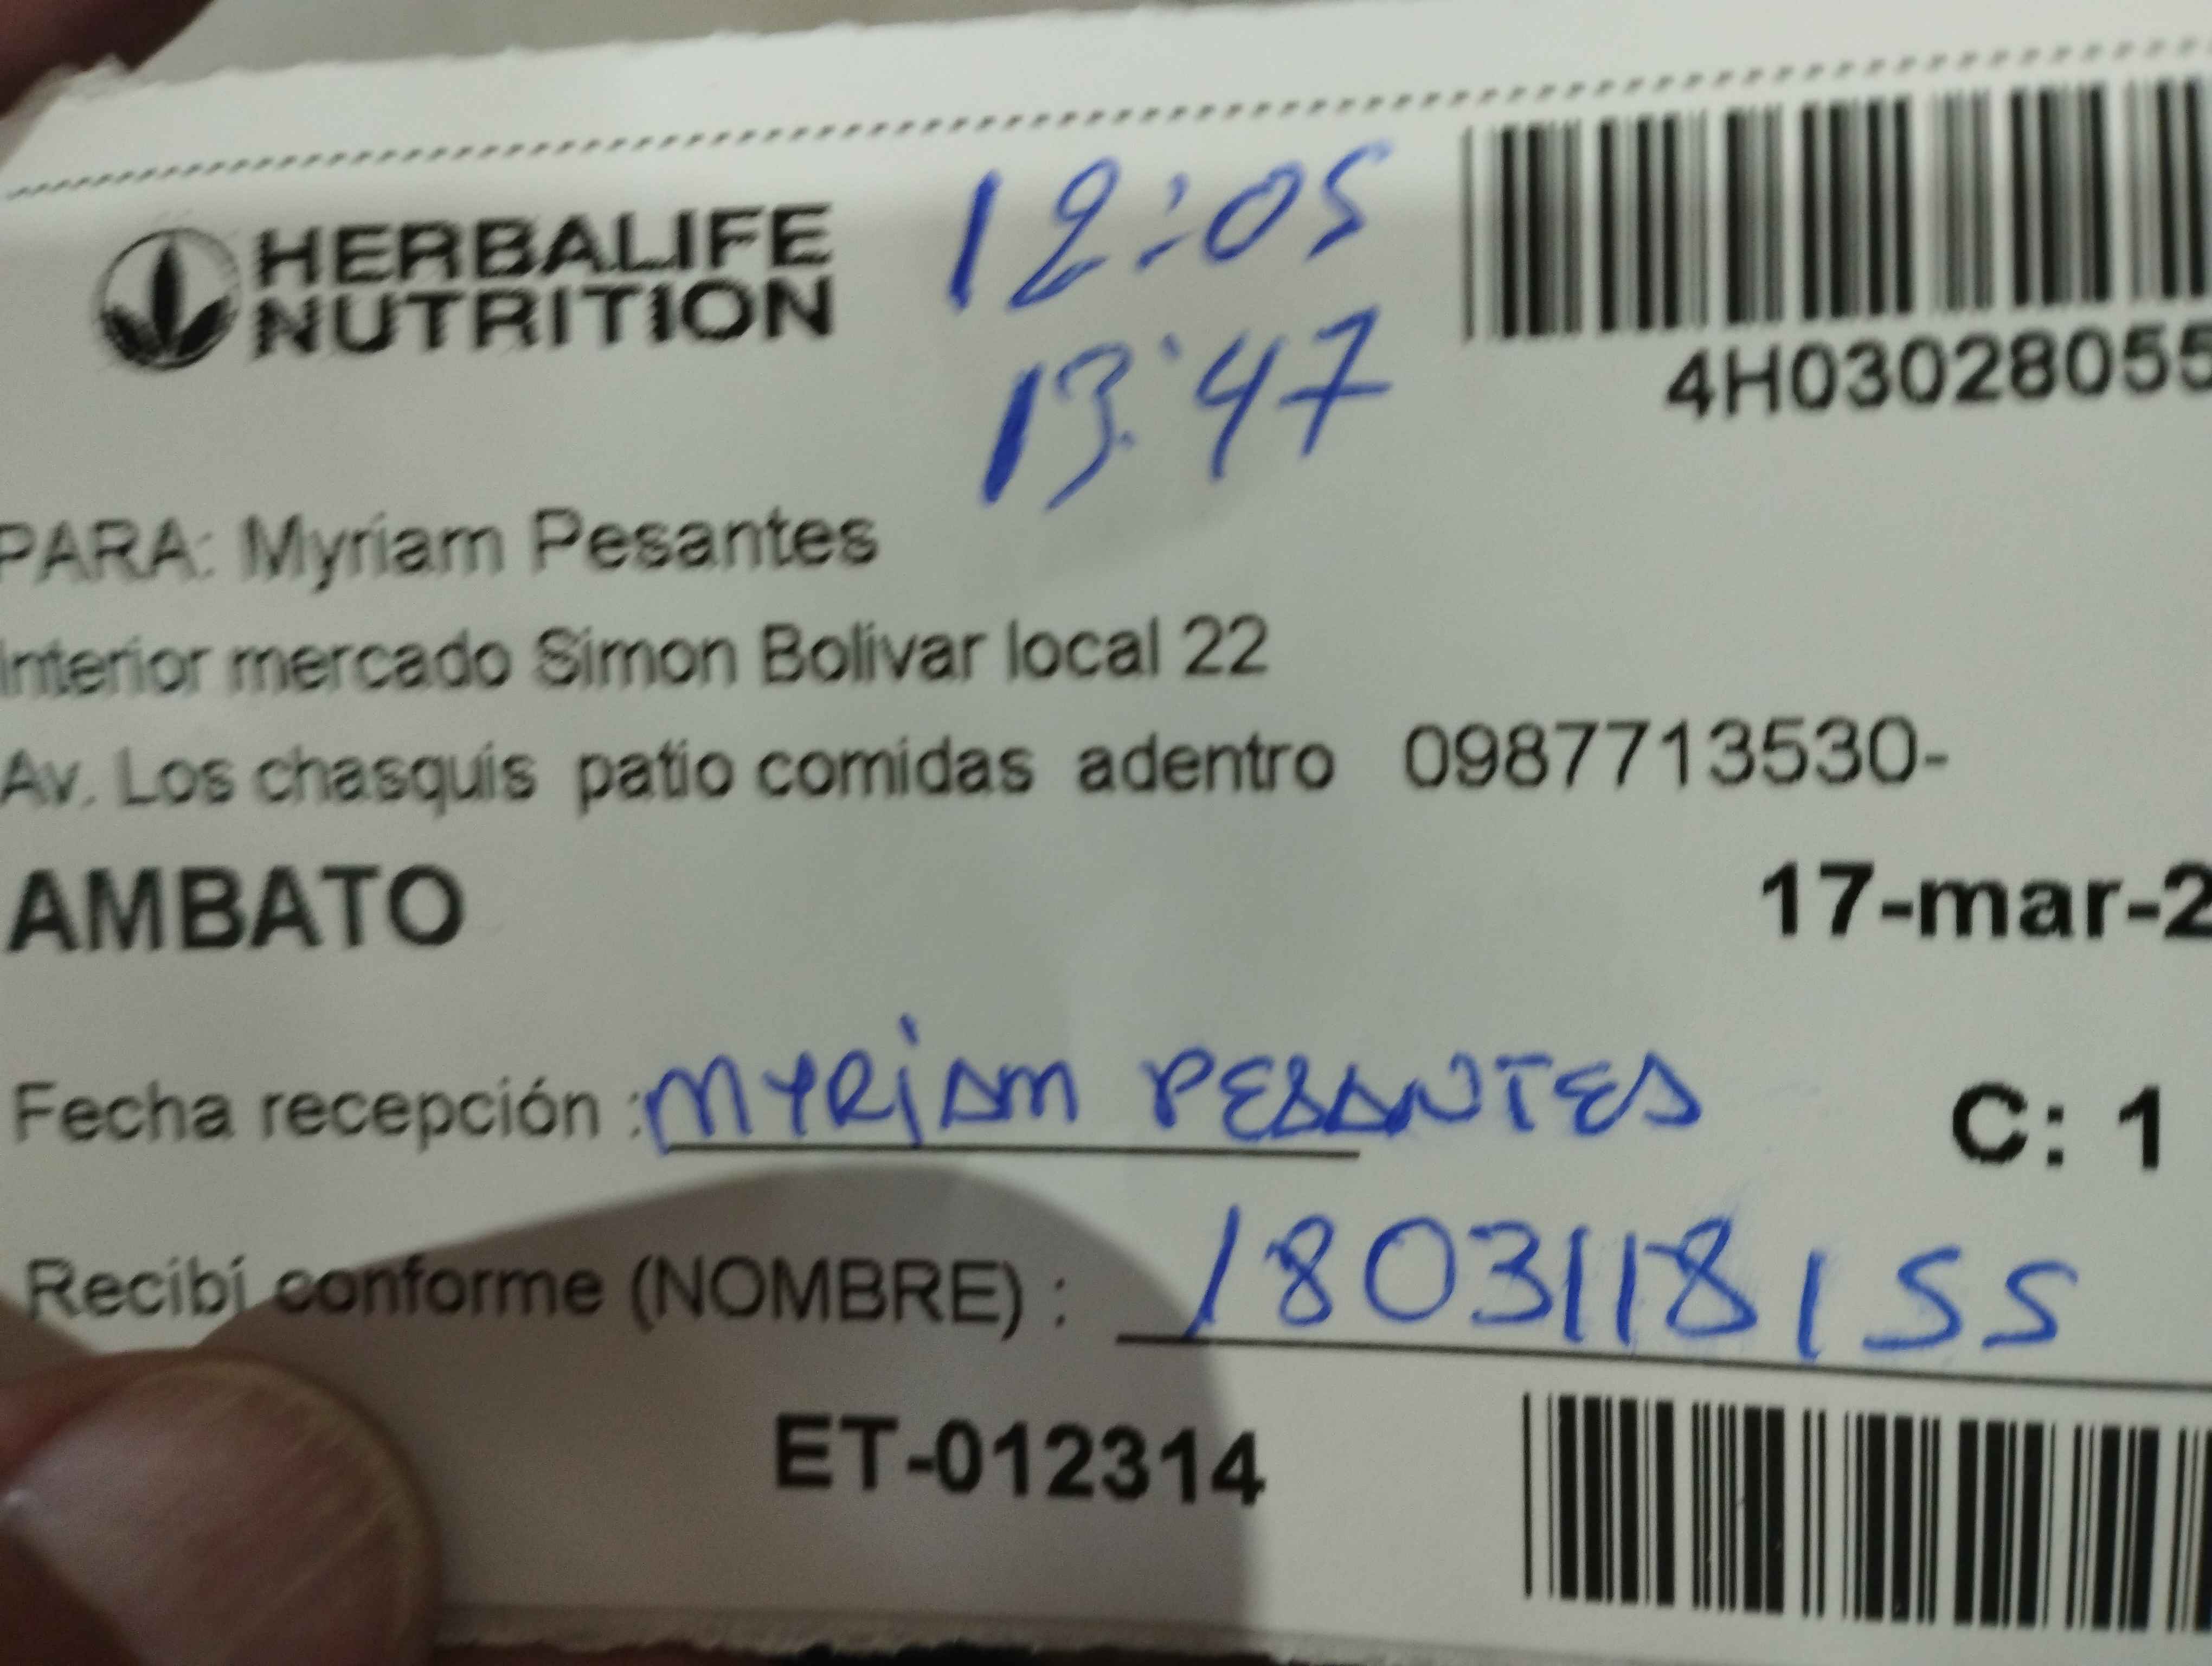 HERBALIFE
NUTRITION
12:05
13:47
4H03028055
PARA: Myriam Pesantes
Interior mercado Simon Bolivar local 22
Av. Los chasquis patio comidas adentro 0987713530-
AMBATO
17-mar-2
Fecha recepción : MYRiAM PESANTES
C: 1
Recibí conforme (NOMBRE) : 1803118155
ET-012314